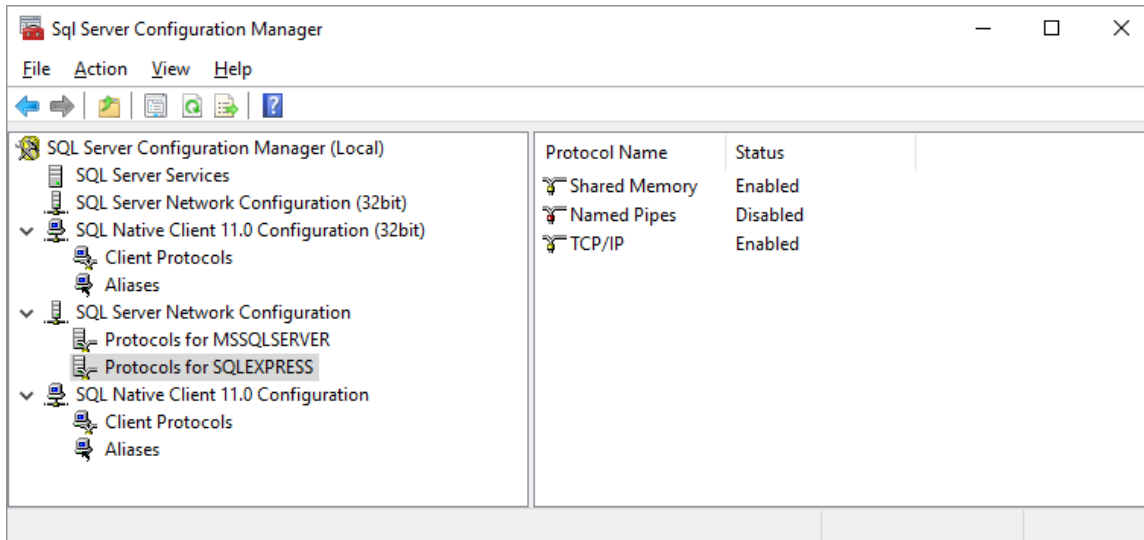 Sql Server Configuration Manager
File Action View Help
SQL Server Configuration Manager (Local)
SQL Server Services
SQL Server Network Configuration (32bit)
SQL Native Client 11.0 Configuration (32bit)
Client Protocols
Aliases
SQL Server Network Configuration
Protocols for MSSQLSERVER
Protocols for SQLEXPRESS
SQL Native Client 11.0 Configuration
Client Protocols
Aliases
Protocol Name Status
Shared Memory Enabled
Named Pipes Disabled
TCP/IP Enabled